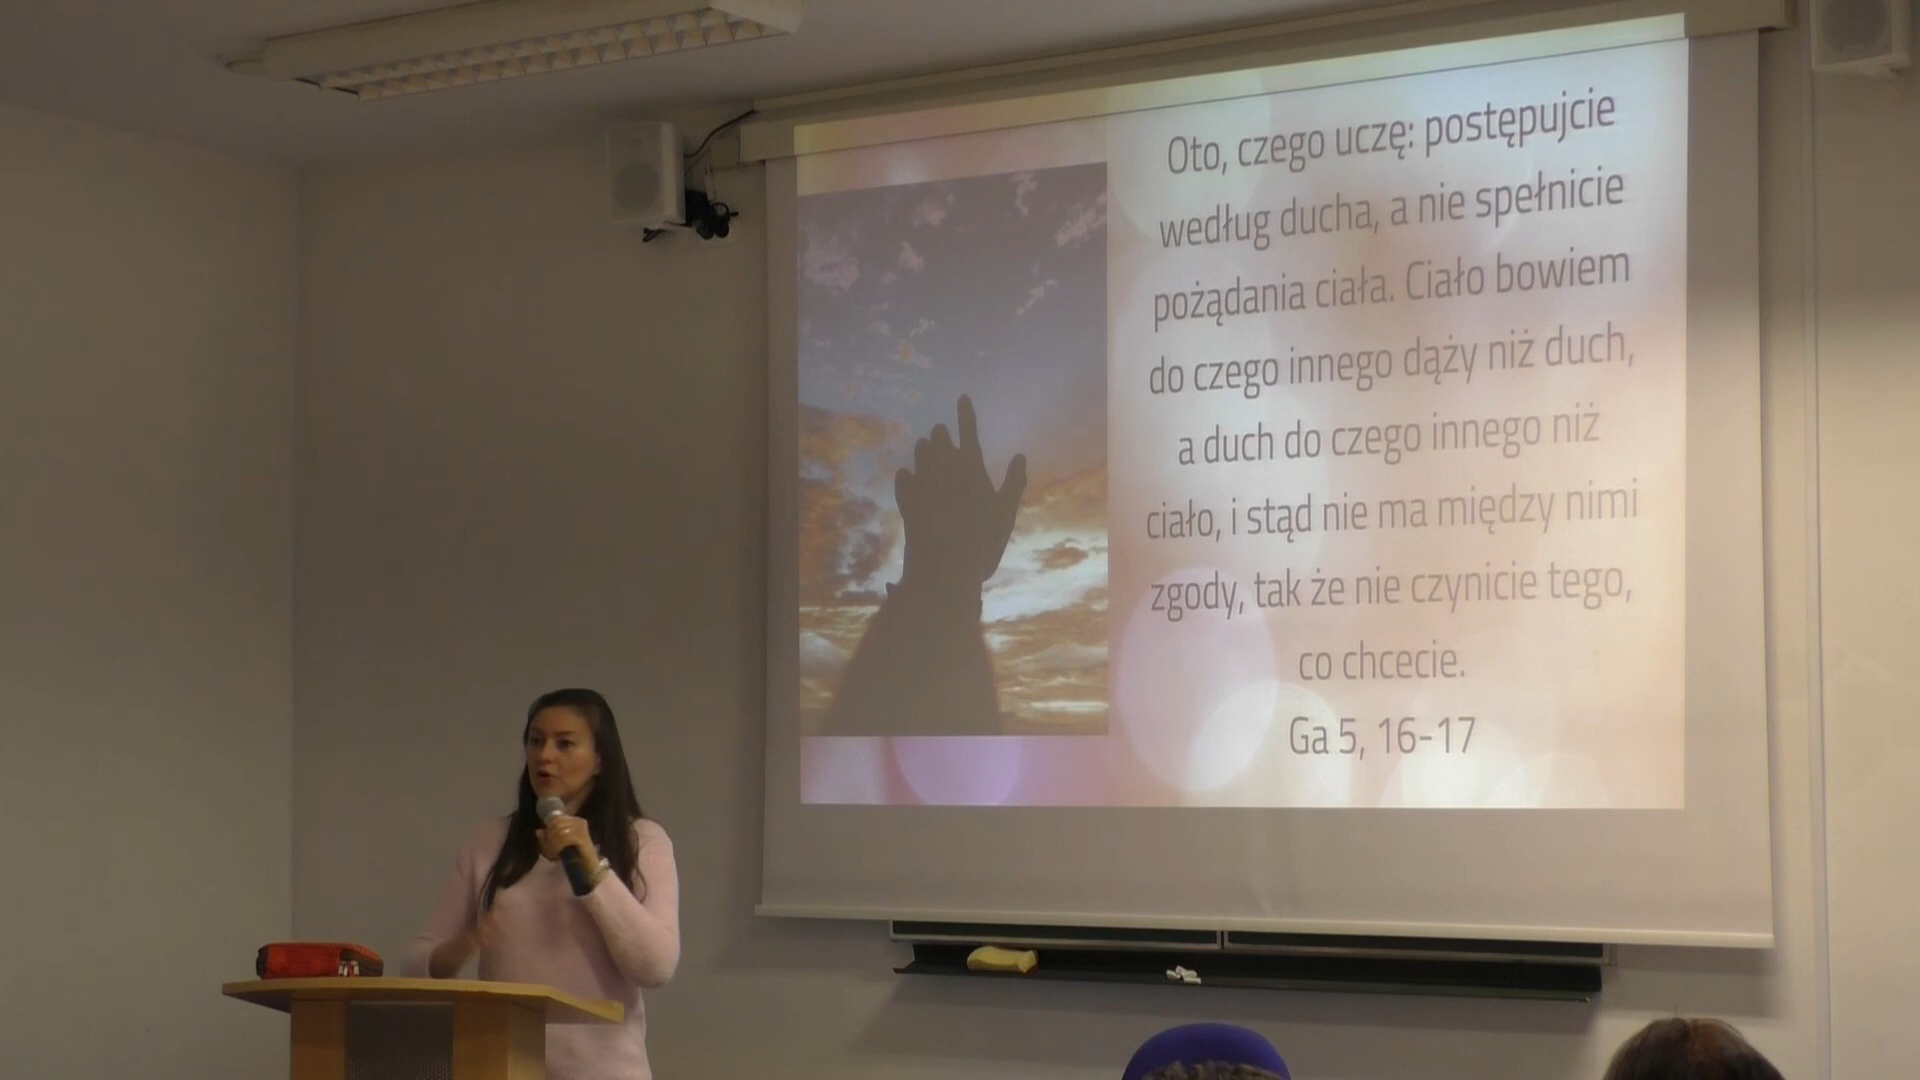 Oto, czego uczę: postępujcie
według ducha, a nie spełnicie
pożądania ciała. Ciało bowiem
do czego innego dąży niż duch,
a duch do czego innego niż
ciało, i stąd nie ma między nimi
zgody, tak że nie czynicie tego,
co chcecie.
Ga 5, 16-17